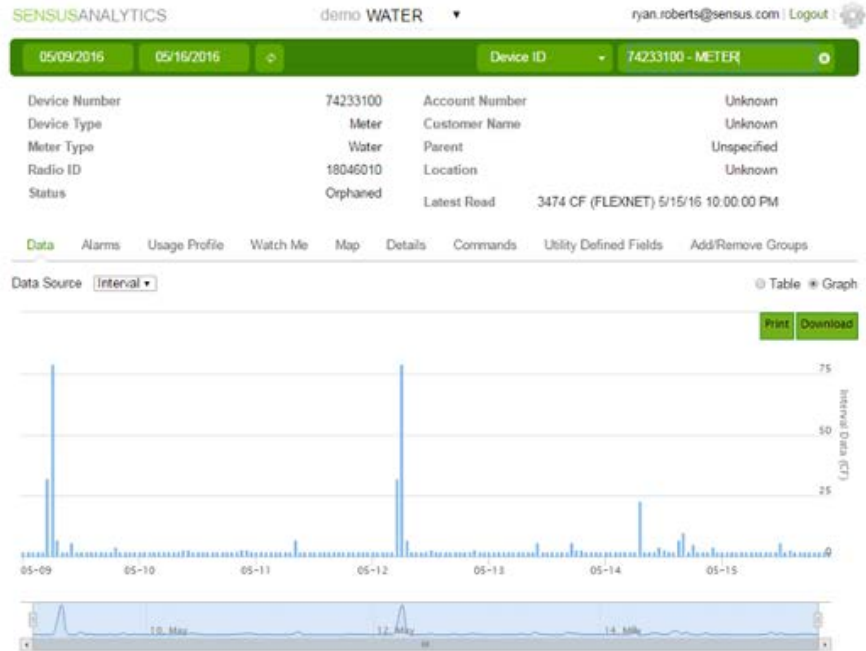 SENSUSANALYTICS demo WATER ▼ ryan.roberts@sensus.com | Logout
05/09/2016 05/16/2016 Device ID 74233100 - METER
Device Number 74233100 Account Number Unknown
Device Type Meter Customer Name Unknown
Meter Type Water Parent Unspecified
Radio ID 18046010 Location Unknown
Status Orphaned Latest Read 3474 CF (FLEXNET) 5/15/16 10:00:00 PM
Data Alarms Usage Profile Watch Me Map Details Commands Utility Defined Fields Add/Remove Groups
Data Source Interval Table Graph
Print Download
75
50
25
0
Interval Data (CF)
05-09 05-10 05-11 05-12 05-13 05-14 05-15
10. May 12. May 14. May